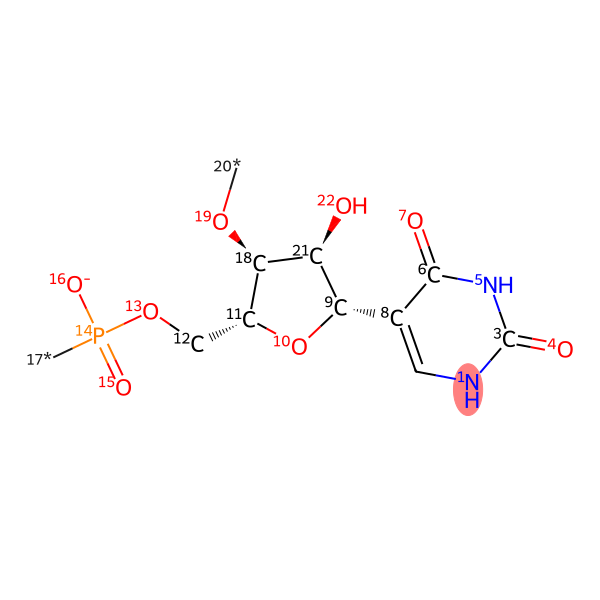 20*
19O
22OH
7O
18C
21C
6C
5NH
16O-
13O
9C
11C
8C
14P
12C
10O
3C
4O
17*
15O
1N
H